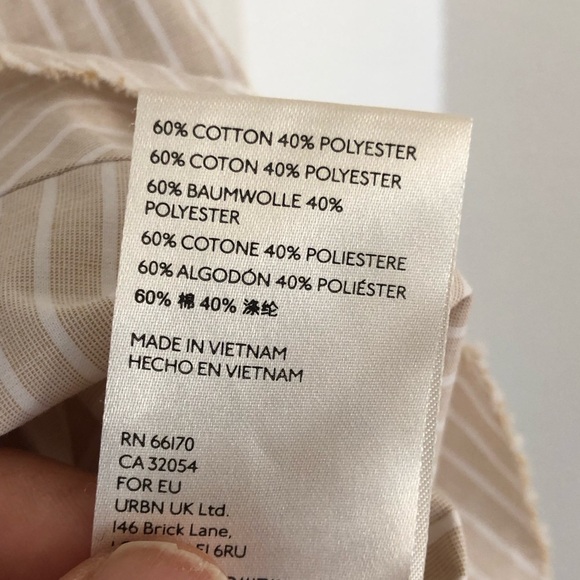 60% COTTON 40% POLYESTER
60% COTON 40% POLYESTER
60% BAUMWOLLE 40%
POLYESTER
60% COTONE 40% POLIESTERE
60% ALGODÓN 40% POLIÉSTER
60% 棉 40% 涤纶
MADE IN VIETNAM
HECHO EN VIETNAM
RN 66170
CA 32054
FOR EU
URBN UK Ltd.
146 Brick Lane,
E1 6RU